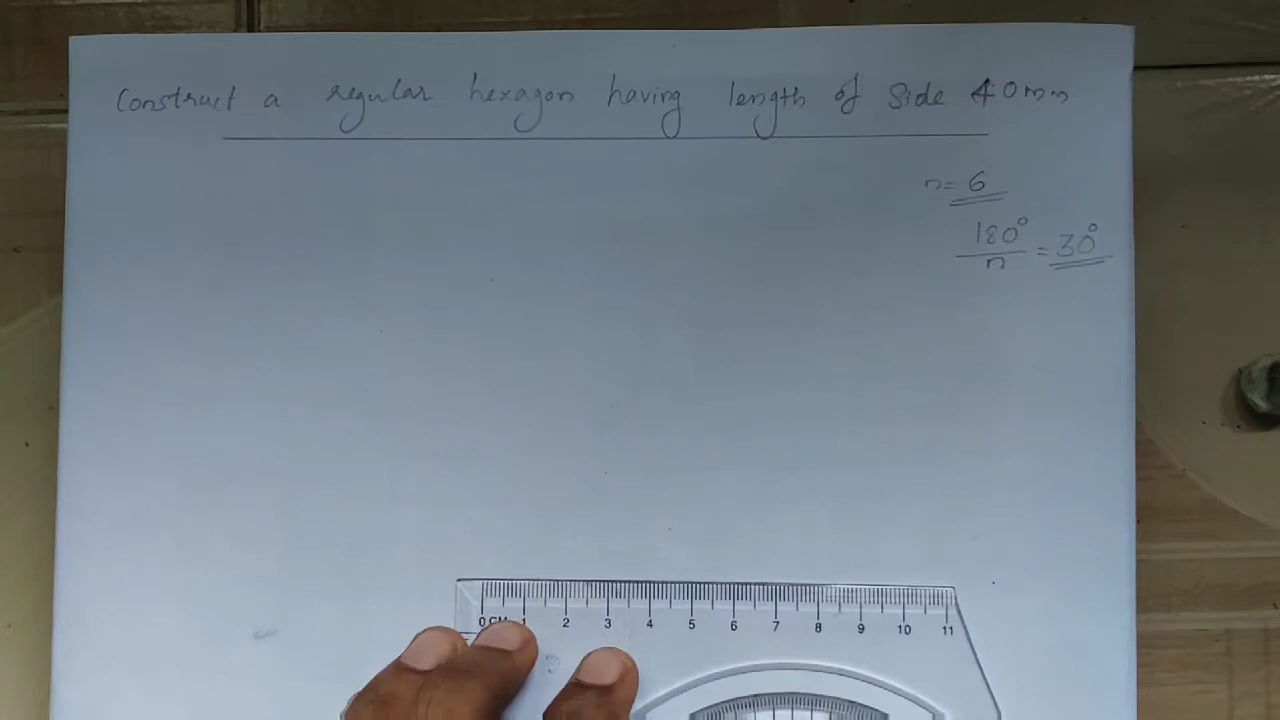 Construct a regular hexagon having length of Side 40mm
n= 6
180°
n
= 30°
0 CM 1 2 3 4 5 6 7 8 9 10 11